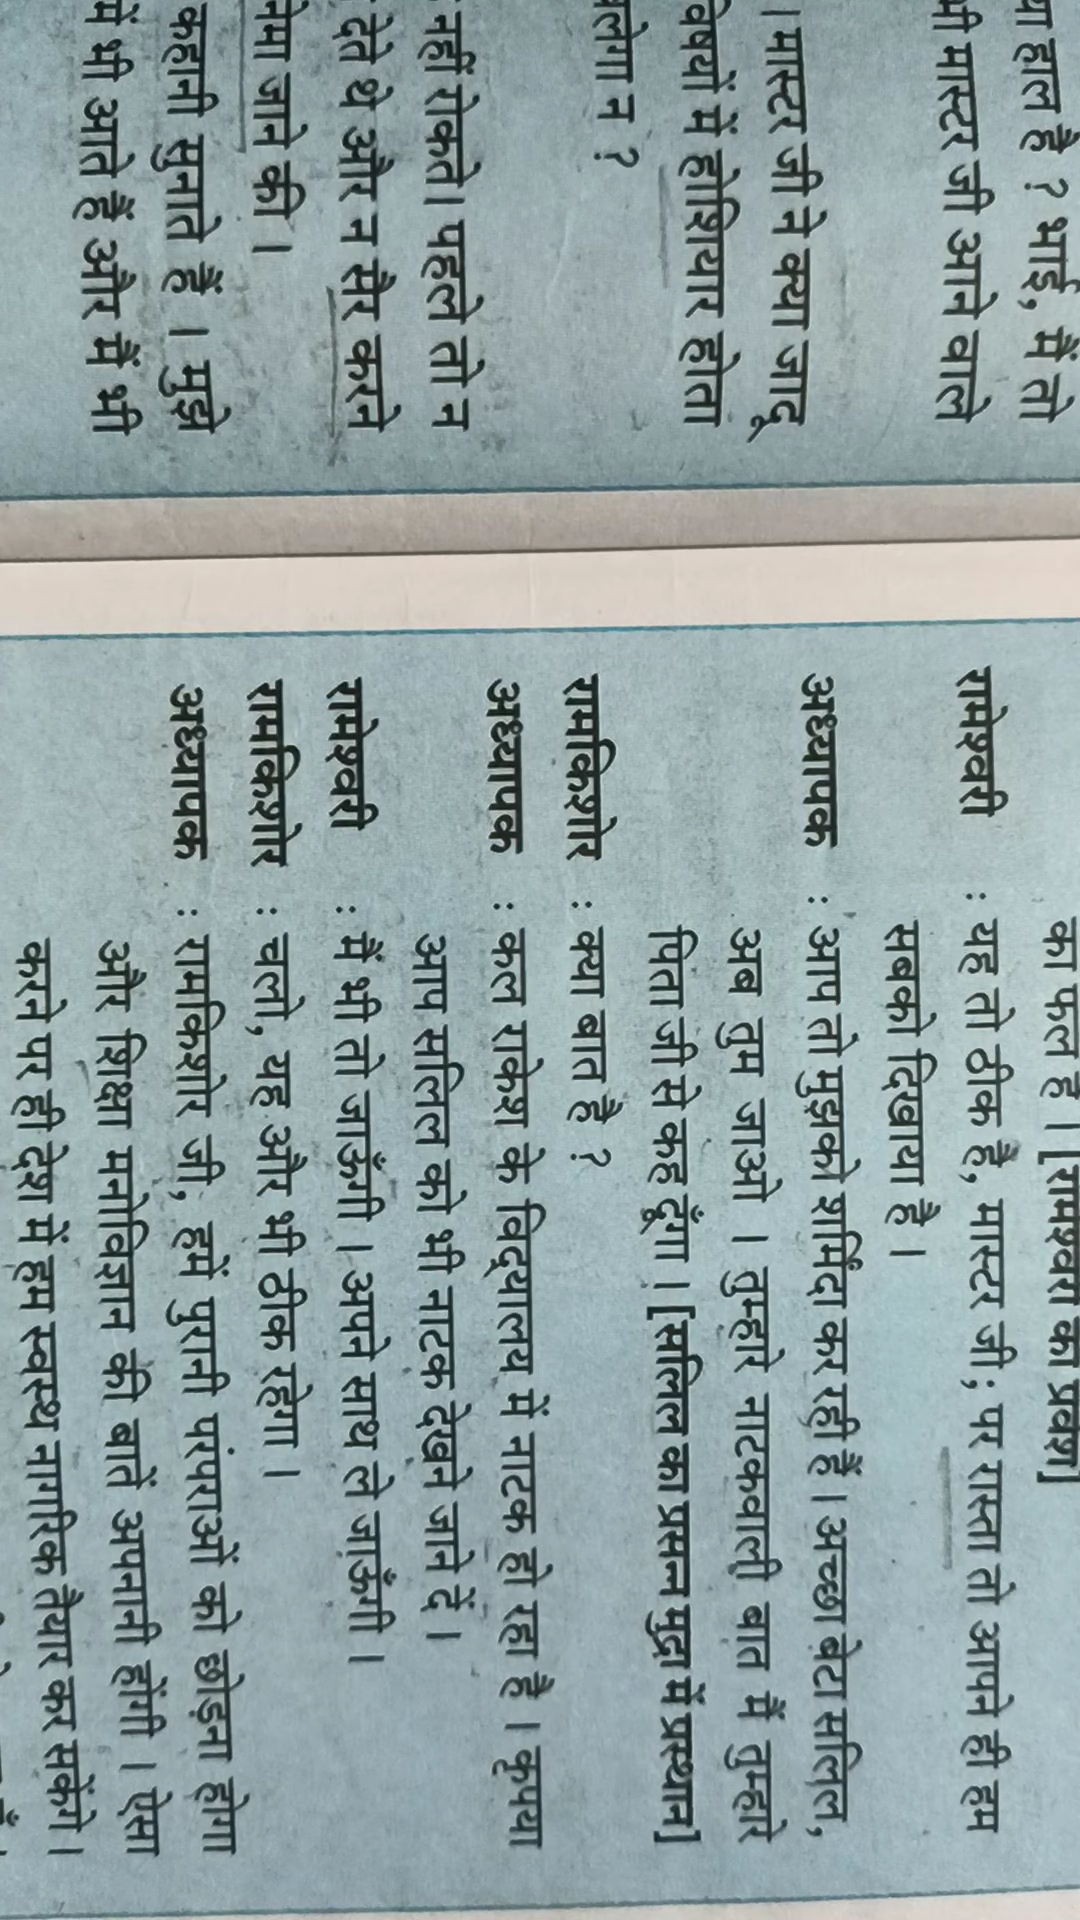 हाल है ? भाई, मैं तो
मास्टर जी आने वाले
। मास्टर जी ने क्या जादू
विषयों में होशियार होता
न ?
नहीं रोकते। पहले तो न
देते थे और न सैर करने
जाने की ।
कहानी सुनाते हैं । मुझे
में भी आते हैं और मैं भी
का फल है । [रामेश्वरी का प्रवेश]
रामेश्वरी : यह तो ठीक है, मास्टर जी ; पर रास्ता तो आपने ही हम
सबको दिखाया है ।
अध्यापक : आप तो मुझको शर्मिंदा कर रही हैं । अच्छा बेटा सलिल,
अब तुम जाओ । तुम्हारे नाटकवाली बात मैं तुम्हारे
पिता जी से कह दूँगा । [सलिल का प्रसन्न मुद्रा में प्रस्थान]
रामकिशोर : क्या बात है ?
अध्यापक : कल राकेश के विद्यालय में नाटक हो रहा है । कृपया
आप सलिल को भी नाटक देखने जाने दें ।
रामेश्वरी : मैं भी तो जाऊँगी । अपने साथ ले जाऊँगी ।
रामकिशोर : चलो, यह और भी ठीक रहेगा ।
अध्यापक : रामकिशोर जी, हमें पुरानी परंपराओं को छोड़ना होगा
और शिक्षा मनोविज्ञान की बातें अपनानी होंगी । ऐसा
करने पर ही देश में हम स्वस्थ नागरिक तैयार कर सकेंगे ।